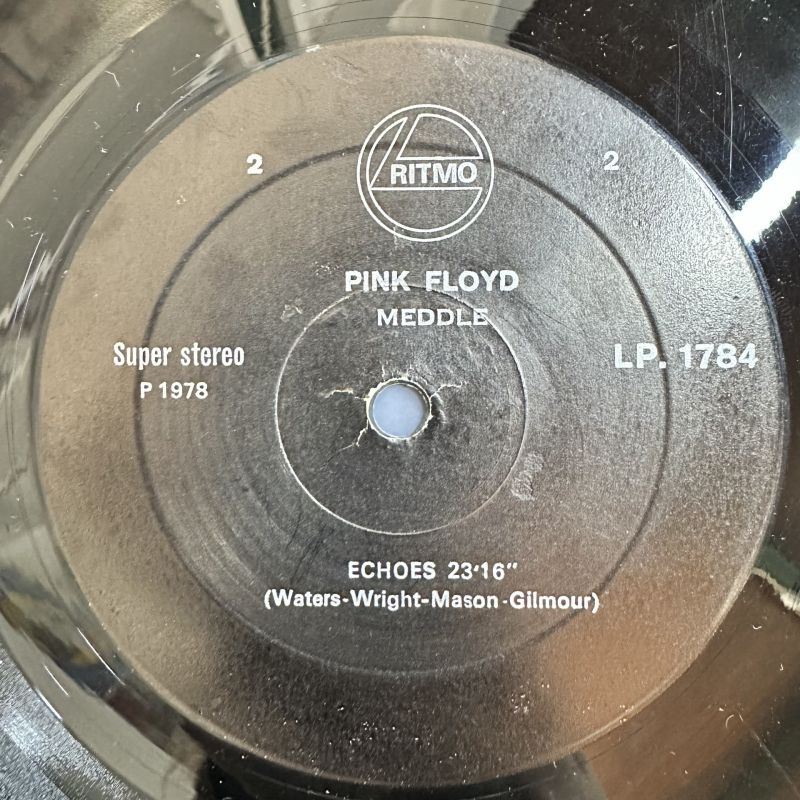 RITMO
2 2
PINK FLOYD
MEDDLE
Super stereo LP. 1784
P 1978
ECHOES 23'16"
(Waters-Wright-Mason-Gilmour)